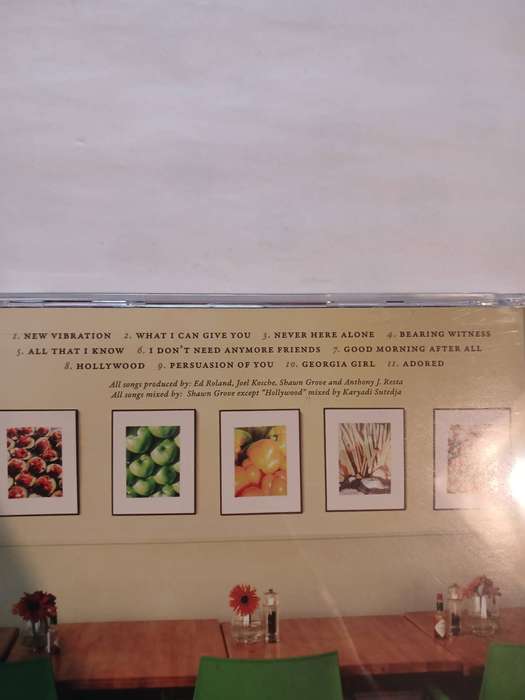 1. NEW VIBRATION 2. WHAT I CAN GIVE YOU 3. NEVER HERE ALONE 4. BEARING WITNESS
5. ALL THAT I KNOW 6. I DON'T NEED ANYMORE FRIENDS 7. GOOD MORNING AFTER ALL
8. HOLLYWOOD 9. PERSUASION OF YOU 10. GEORGIA GIRL 11. ADORED
All songs produced by: Ed Roland, Joel Kosche, Shawn Grove and Anthony J. Resta
All songs mixed by: Shawn Grove except "Hollywood" mixed by Karyadi Sutedja